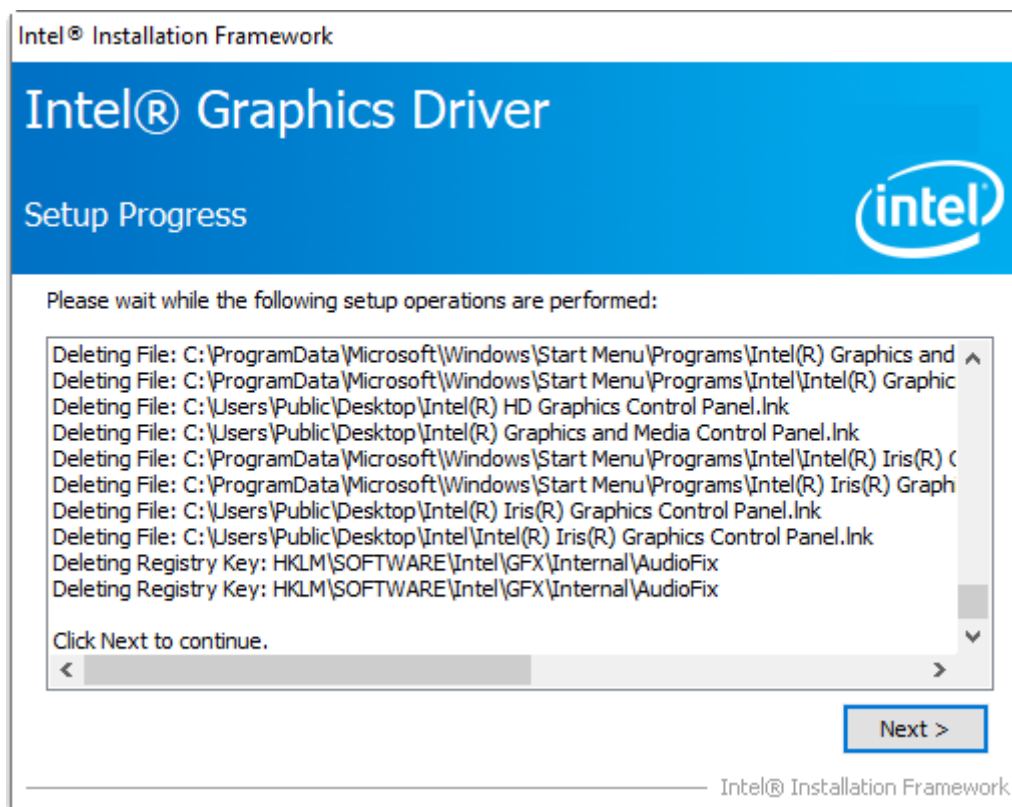 Intel® Installation Framework
Intel® Graphics Driver
intel
Setup Progress
Please wait while the following setup operations are performed:
Deleting File: C:\ProgramData\Microsoft\Windows\Start Menu\Programs\Intel(R) Graphics and
Deleting File: C:\ProgramData\Microsoft\Windows\Start Menu\Programs\Intel\Intel(R) Graphic
Deleting File: C:\Users\Public\Desktop\Intel(R) HD Graphics Control Panel.lnk
Deleting File: C:\Users\Public\Desktop\Intel(R) Graphics and Media Control Panel.lnk
Deleting File: C:\ProgramData\Microsoft\Windows\Start Menu\Programs\Intel\Intel(R) Iris(R) G
Deleting File: C:\ProgramData\Microsoft\Windows\Start Menu\Programs\Intel(R) Iris(R) Graphi
Deleting File: C:\Users\Public\Desktop\Intel(R) Iris(R) Graphics Control Panel.lnk
Deleting File: C:\Users\Public\Desktop\Intel\Intel(R) Iris(R) Graphics Control Panel.lnk
Deleting Registry Key: HKLM\SOFTWARE\Intel\GFX\Internal\AudioFix
Deleting Registry Key: HKLM\SOFTWARE\Intel\GFX\Internal\AudioFix
Click Next to continue.
Next >
Intel® Installation Framework